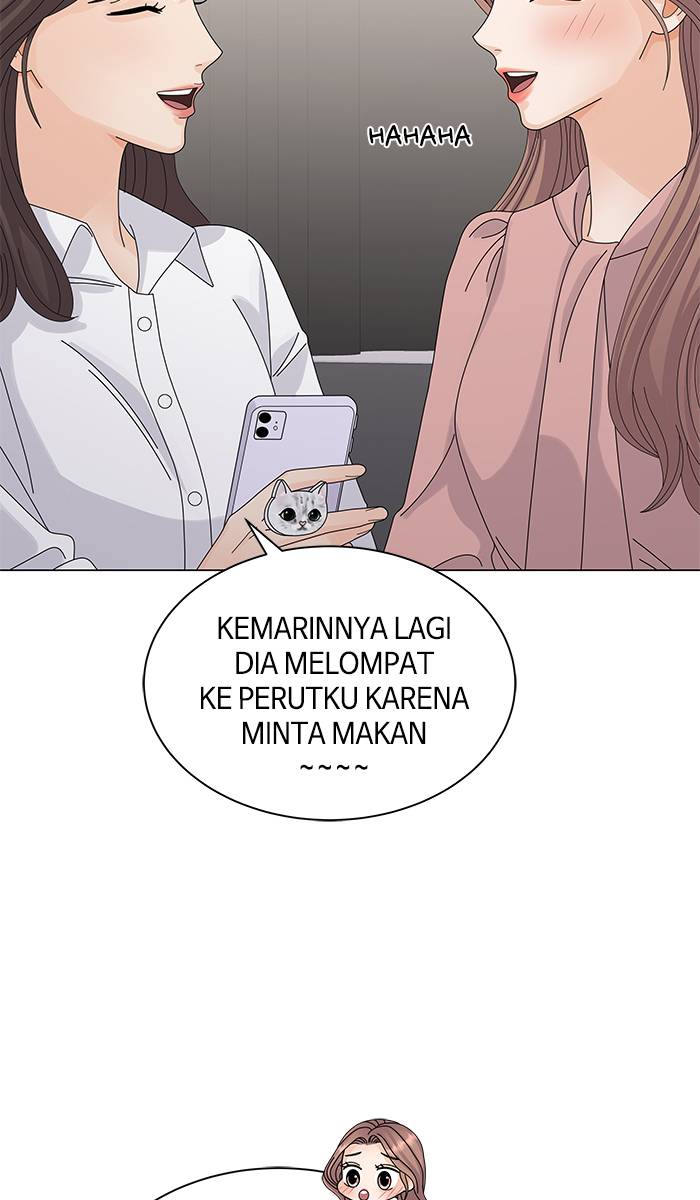 HAHAHA
KEMARINNYA LAGI
DIA MELOMPAT
KE PERUTKU KARENA
MINTA MAKAN
~~~~